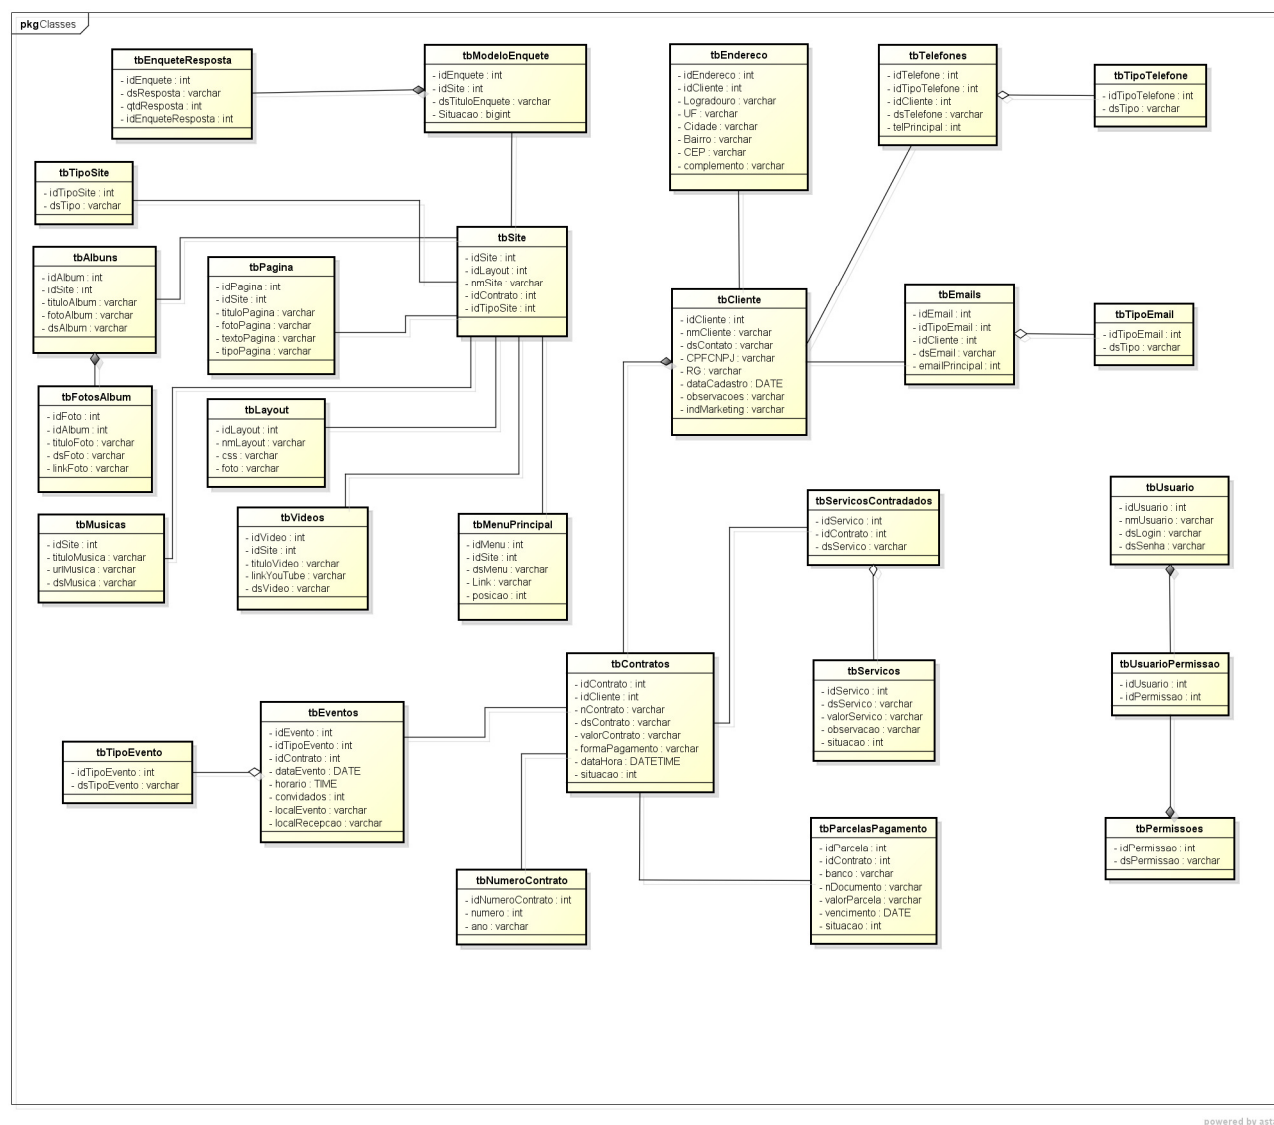 pkgClasses
tbEnqueteResposta
- idEnquete : int
- dsResposta : varchar
- qtdResposta : int
- idEnqueteResposta : int
tbModeloEnquete
- idEnquete : int
- idSite : int
- dsTituloEnquete : varchar
- Situacao : bigint
tbEndereco
- idEndereco : int
- idCliente : int
- Logradouro : varchar
- UF : varchar
- Cidade : varchar
- Bairro : varchar
- CEP : varchar
- complemento : varchar
tbTelefones
- idTelefone : int
- idTipoTelefone : int
- idCliente : int
- dsTelefone : varchar
- telPrincipal : int
tbTipoTelefone
- idTipoTelefone : int
- dsTipo : varchar
tbTipoSite
- idTipoSite : int
- dsTipo : varchar
tbSite
- idSite : int
- idLayout : int
- nmSite : varchar
- idContrato : int
- idTipoSite : int
tbAlbuns
- idAlbum : int
- idSite : int
- tituloAlbum : varchar
- fotoAlbum : varchar
- dsAlbum : varchar
tbPagina
- idPagina : int
- idSite : int
- tituloPagina : varchar
- fotoPagina : varchar
- textoPagina : varchar
- tipoPagina : varchar
tbCliente
- idCliente : int
- nmCliente : varchar
- dsContato : varchar
- CPFCNPJ : varchar
- RG : varchar
- dataCadastro : DATE
- observacoes : varchar
- indMarketing : varchar
tbEmails
- idEmail : int
- idTipoEmail : int
- idCliente : int
- dsEmail : varchar
- emailPrincipal : int
tbTipoEmail
- idTipoEmail : int
- dsTipo : varchar
tbFotosAlbum
- idFoto : int
- idAlbum : int
- tituloFoto : varchar
- dsFoto : varchar
- linkFoto : varchar
tbLayout
- idLayout : int
- nmLayout : varchar
- css : varchar
- foto : varchar
tbMusicas
- idSite : int
- tituloMusica : varchar
- urlMusica : varchar
- dsMusica : varchar
tbVideos
- idVideo : int
- idSite : int
- tituloVideo : varchar
- linkYouTube : varchar
- dsVideo : varchar
tbMenuPrincipal
- idMenu : int
- idSite : int
- dsMenu : varchar
- Link : varchar
- posicao : int
tbServicosContradados
- idServico : int
- idContrato : int
- dsServico : varchar
tbUsuario
- idUsuario : int
- nmUsuario : varchar
- dsLogin : varchar
- dsSenha : varchar
tbContratos
- idContrato : int
- idCliente : int
- nContrato : varchar
- dsContrato : varchar
- valorContrato : varchar
- formaPagamento : varchar
- dataHora : DATETIME
- situacao : int
tbServicos
- idServico : int
- dsServico : varchar
- valorServico : varchar
- observacao : varchar
- situacao : int
tbUsuarioPermissao
- idUsuario : int
- idPermissao : int
tbEventos
- idEvento : int
- idTipoEvento : int
- idContrato : int
- dataEvento : DATE
- horario : TIME
- convidados : int
- localEvento : varchar
- localRecepcao : varchar
tbTipoEvento
- idTipoEvento : int
- dsTipoEvento : varchar
tbNumeroContrato
- idNumeroContrato : int
- numero : int
- ano : varchar
tbParcelasPagamento
- idParcela : int
- idContrato : int
- banco : varchar
- nDocumento : varchar
- valorParcela : varchar
- vencimento : DATE
- situacao : int
tbPermissoes
- idPermissao : int
- dsPermissao : varchar
powered by ast